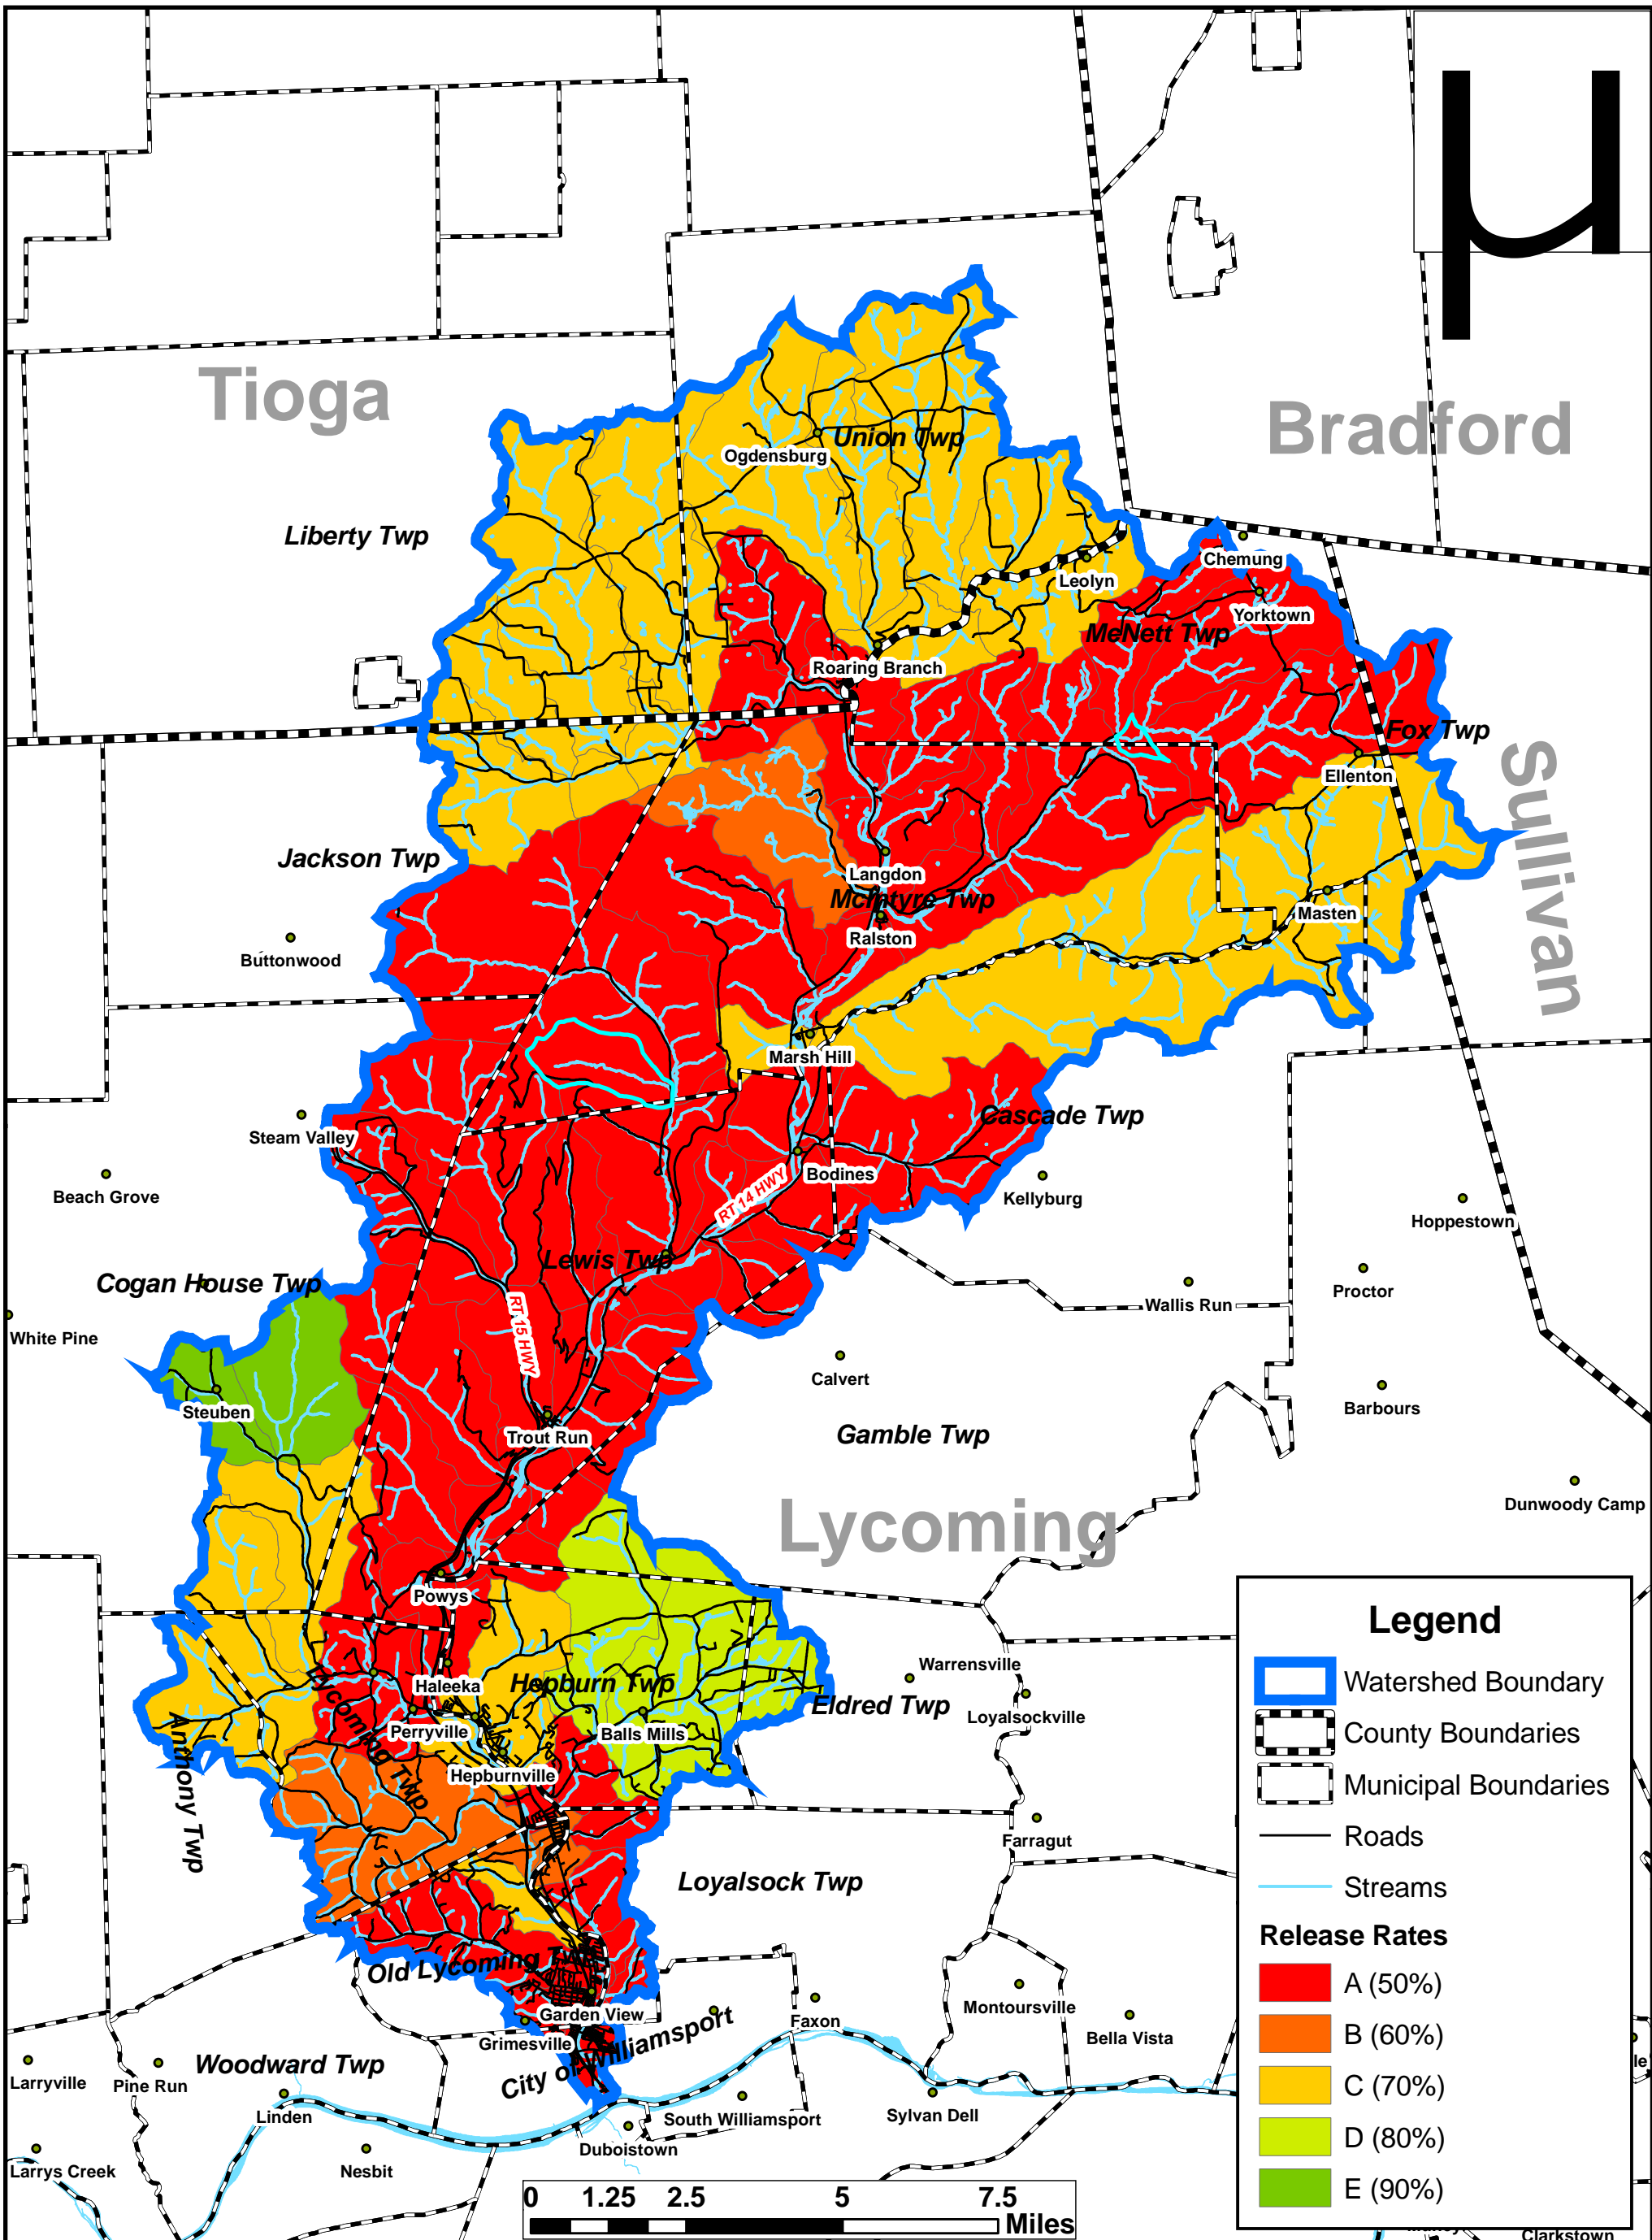 µ
Tioga
Bradford
Union Twp
Ogdensburg
Liberty Twp
Chemung
Leolyn
Yorktown
McNett Twp
Roaring Branch
Fox Twp
Ellenton
Sullivan
Jackson Twp
Langdon
McIntyre Twp
Masten
Ralston
Buttonwood
Marsh Hill
Cascade Twp
Steam Valley
Bodines
Beach Grove
RT 14 HWY
Kellyburg
Hoppestown
Lewis Twp
Cogan House Twp
Proctor
Wallis Run
RT 15 HWY
White Pine
Calvert
Barbours
Steuben
Gamble Twp
Trout Run
Dunwoody Camp
Lycoming
Powys
Warrensville
Haleeka
Hepburn Twp
Eldred Twp
Loyalsockville
Lycoming Twp
Perryville
Balls Mills
Anthony Twp
Hepburnville
Farragut
Loyalsock Twp
Old Lycoming Twp
Montoursville
Garden View
Faxon
Bella Vista
Grimesville
City of Williamsport
Woodward Twp
Larryville
Pine Run
Linden
South Williamsport
Sylvan Dell
Duboistown
Larrys Creek
Nesbit
Clarkstown
Legend
Watershed Boundary
County Boundaries
Municipal Boundaries
Roads
Streams
Release Rates
A (50%)
B (60%)
C (70%)
D (80%)
E (90%)
0 1.25 2.5 5 7.5
Miles